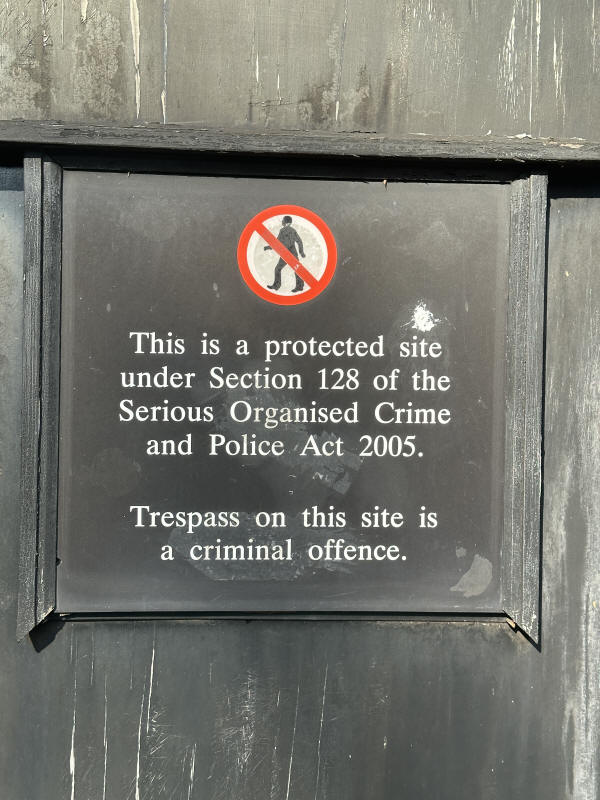 This is a protected site
under Section 128 of the
Serious Organised Crime
and Police Act 2005.
Trespass on this site is
a criminal offence.